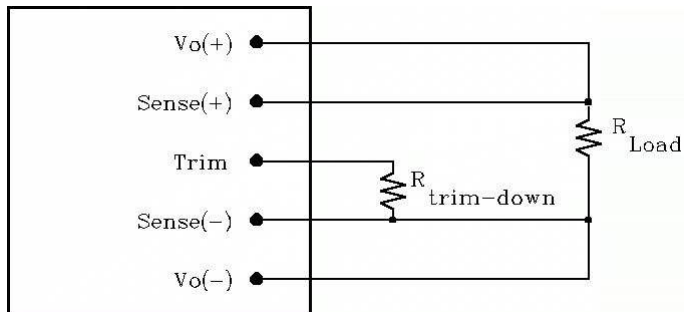 Vo(+)
Sense(+)
Trim
Sense(-)
Vo(-)
R Load
R trim-down